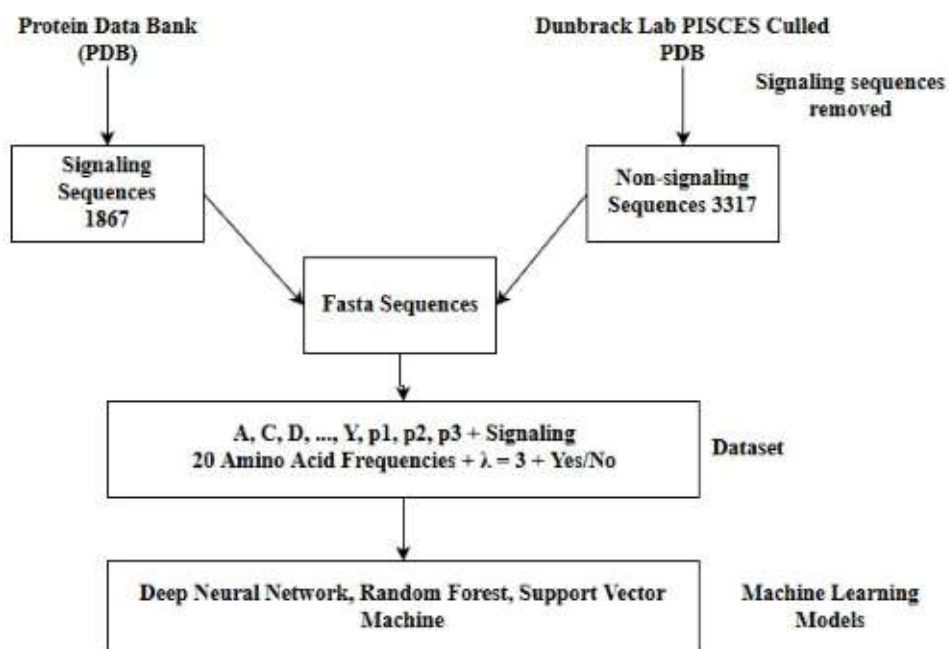 Protein Data Bank
(PDB)
Dunbrack Lab PISCES Culled
PDB
Signaling sequences
removed
Signaling
Sequences
1867
Non-signaling
Sequences 3317
Fasta Sequences
A, C, D, ..., Y, p1, p2, p3 + Signaling
20 Amino Acid Frequencies + λ = 3 + Yes/No
Dataset
Deep Neural Network, Random Forest, Support Vector
Machine
Machine Learning
Models